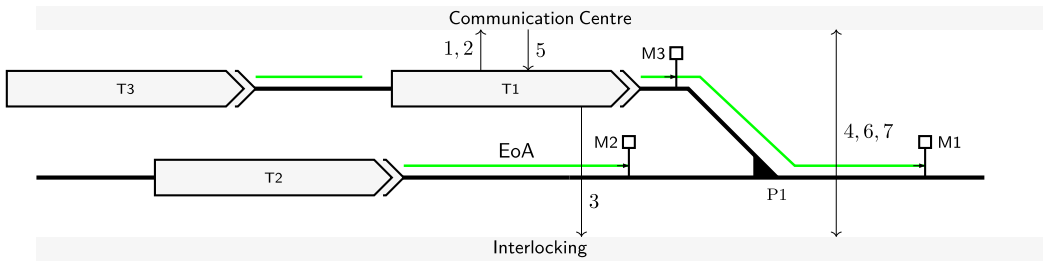 Communication Centre
1, 2
5
M3
T3
T1
4, 6, 7
EoA
M2
M1
T2
3
P1
Interlocking